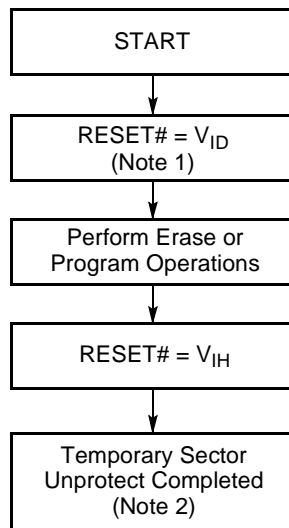 START
RESET# = VID
(Note 1)
Perform Erase or
Program Operations
RESET# = VIH
Temporary Sector
Unprotect Completed
(Note 2)